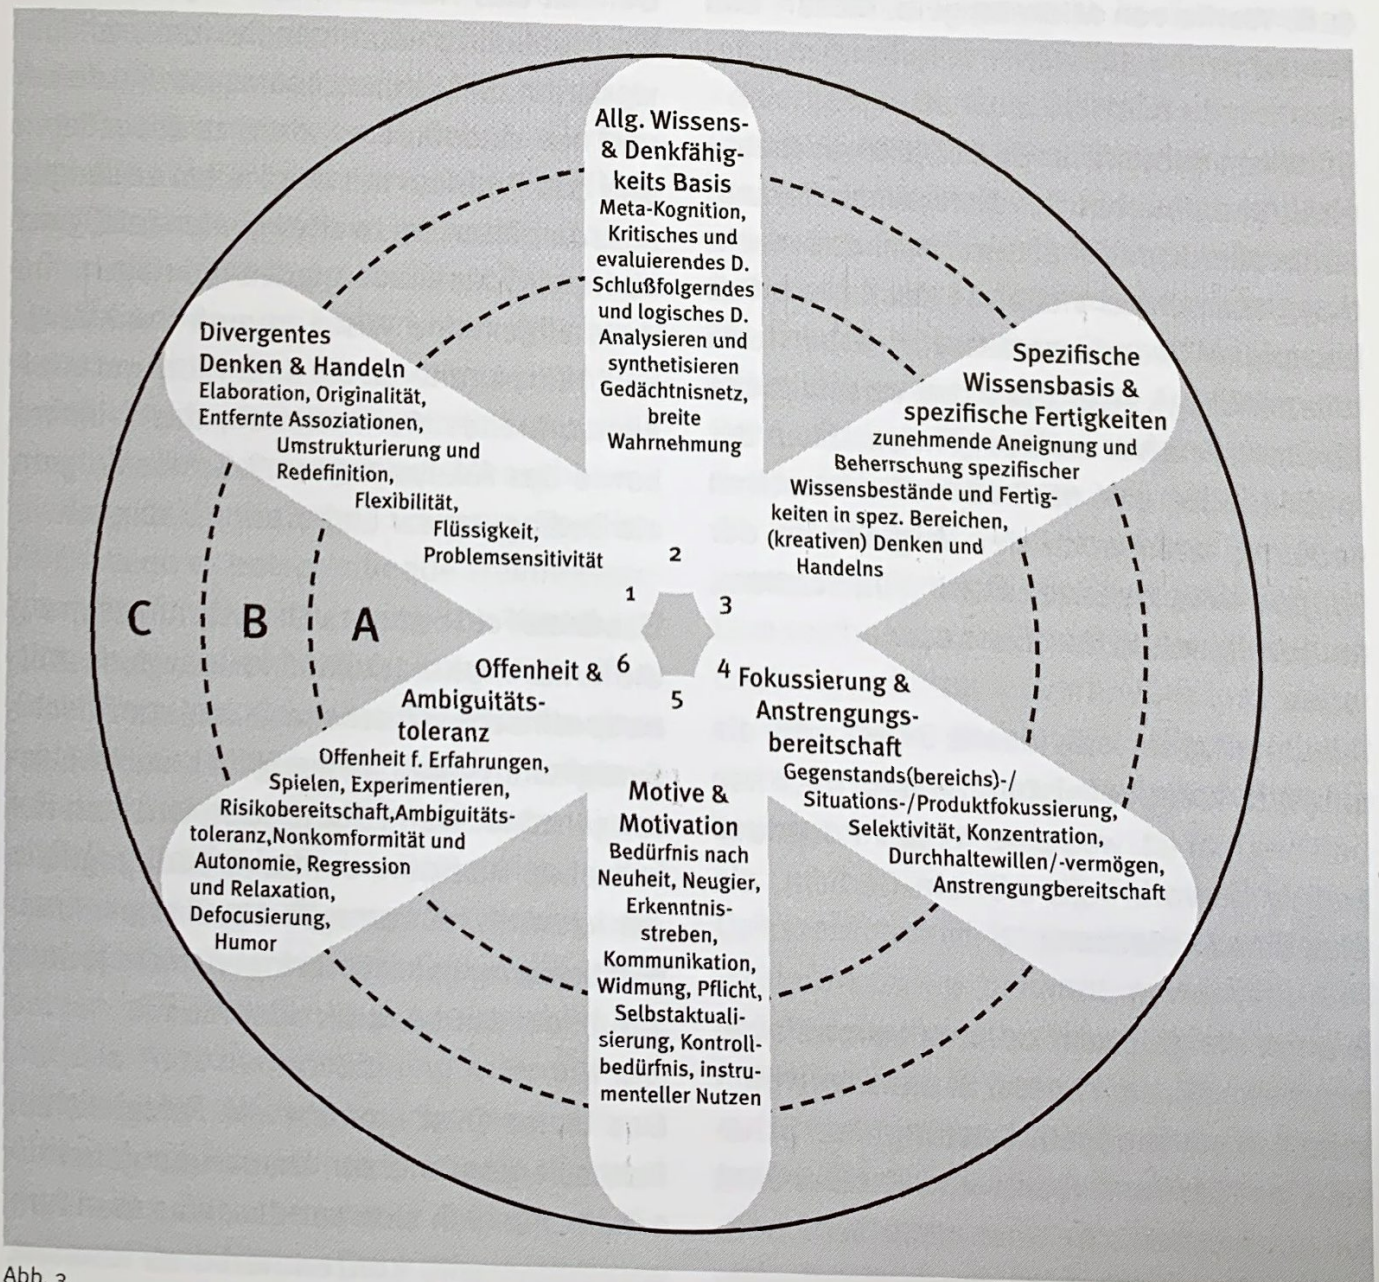 Allg. Wissens-
& Denkfähig-
keits Basis
Meta-Kognition,
Kritisches und
evaluierendes D.
Schlußfolgerndes
und logisches D.
Analysieren und
synthetisieren
Gedächtnisnetz,
breite
Wahrnehmung
2
Divergentes
Denken & Handeln
Elaboration, Originalität,
Entfernte Assoziationen,
Umstrukturierung und
Redefinition,
Flexibilität,
Flüssigkeit,
Problemsensitivität
1
Spezifische
Wissensbasis &
spezifische Fertigkeiten
zunehmende Aneignung und
Beherrschung spezifischer
Wissensbestände und Fertig-
keiten in spez. Bereichen,
(kreativen) Denken und
Handelns
3
C B A
Offenheit & 6
Ambiguitäts-
toleranz
Offenheit f. Erfahrungen,
Spielen, Experimentieren,
Risikobereitschaft,Ambiguitäts-
toleranz,Nonkomformität und
Autonomie, Regression
und Relaxation,
Defocusierung,
Humor
5
Motive &
Motivation
Bedürfnis nach
Neuheit, Neugier,
Erkenntnis-
streben,
Kommunikation,
Widmung, Pflicht,
Selbstaktuali-
sierung, Kontroll-
bedürfnis, instru-
menteller Nutzen
4 Fokussierung &
Anstrengungs-
bereitschaft
Gegenstands(bereichs)-/
Situations-/Produktfokussierung,
Selektivität, Konzentration,
Durchhaltewillen/-vermögen,
Anstrengungbereitschaft
Abb. 3